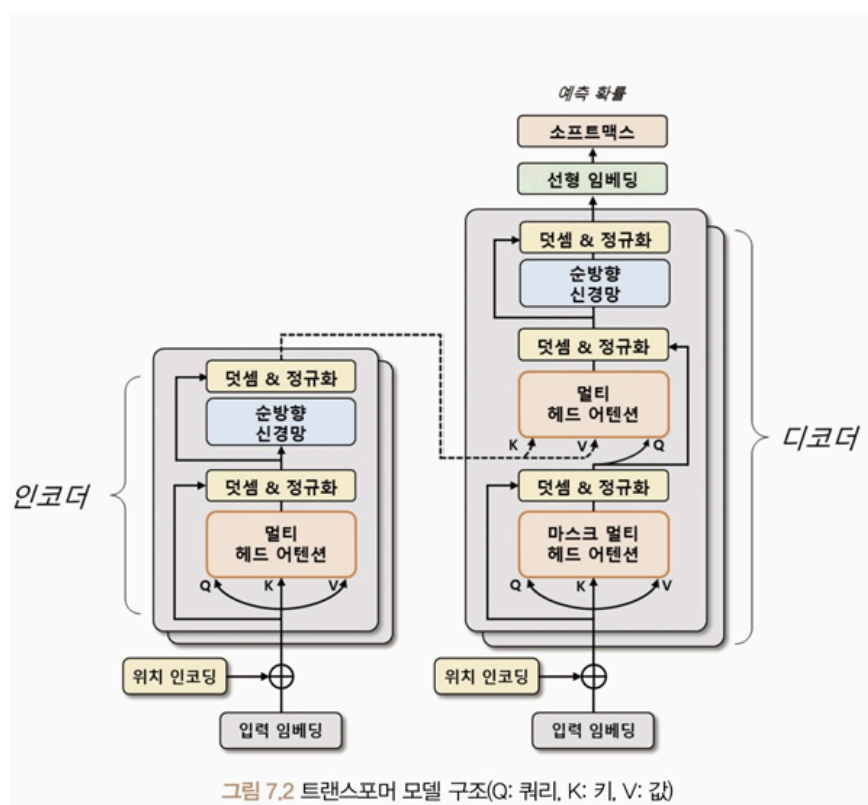 예측 확률
소프트맥스
선형 임베딩
덧셈 & 정규화
순방향
신경망
덧셈 & 정규화
멀티
헤드 어텐션
K
V
Q
덧셈 & 정규화
마스크 멀티
헤드 어텐션
Q
K
V
디코더
위치 인코딩
입력 임베딩
덧셈 & 정규화
순방향
신경망
덧셈 & 정규화
멀티
헤드 어텐션
Q
K
V
인코더
위치 인코딩
입력 임베딩
그림 7.2 트랜스포머 모델 구조(Q: 쿼리, K: 키, V: 값)